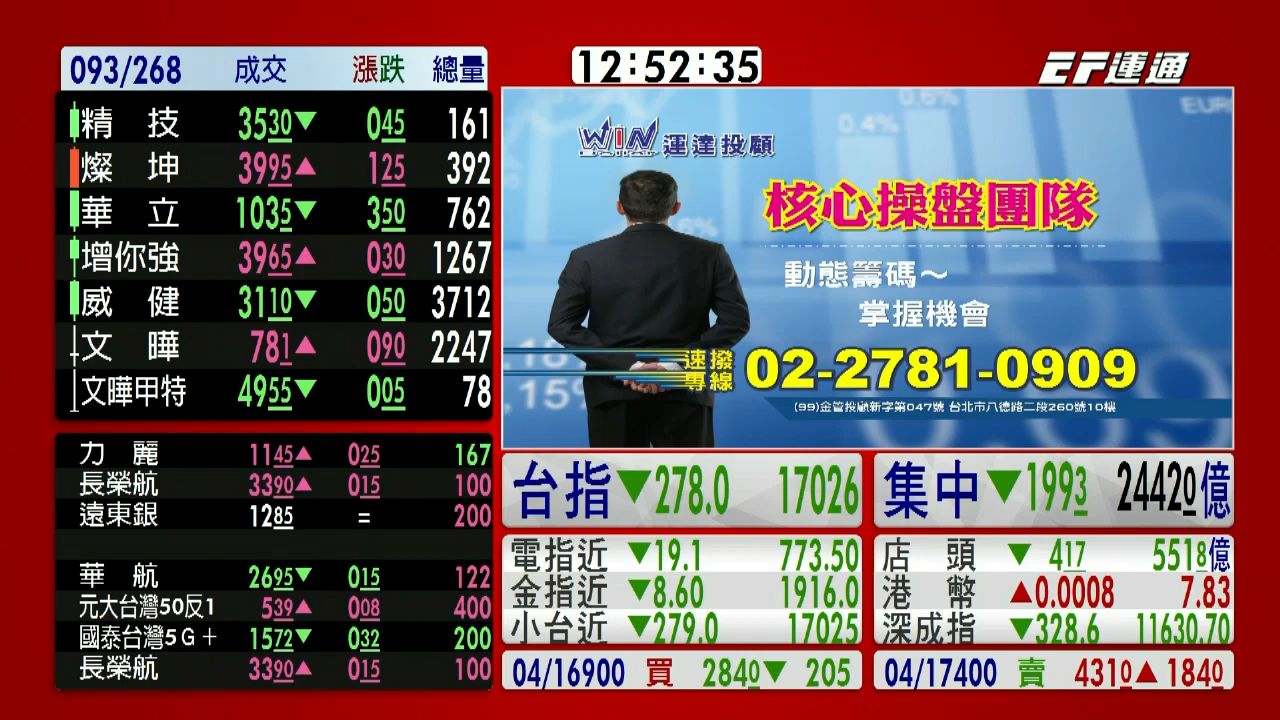 093/268 成交 漲跌 總量
12:52:35
EF運通
精技 3530▼ 045 161
燦坤 3995▲ 125 392
華立 1035▼ 350 762
增你強 3965▲ 030 1267
威健 3110▼ 050 3712
文曄 781▲ 090 2247
文曄甲特 4955▼ 005 78
力麗 1145▲ 025 167
長榮航 3390▲ 015 100
遠東銀 1285 = 200
華航 2695▼ 015 122
元大台灣50反1 539▲ 008 400
國泰台灣5G+ 1572▼ 032 200
長榮航 3390▲ 015 100
0.6%
EUR
0.4%
WIN 運達投顧
核心操盤團隊
動態籌碼~
掌握機會
速撥專線 02-2781-0909
(99)金管投顧新字第047號 台北市八德路二段260號10樓
台指▼278.0 17026
集中▼1993 24420億
電指近 ▼19.1 773.50
金指近 ▼8.60 1916.0
小台近 ▼279.0 17025
店頭 ▼ 417 5518億
港幣 ▲0.0008 7.83
深成指 ▼328.6 11630.70
04/16900 買 2840▼ 205
04/17400 賣 4310▲ 1840